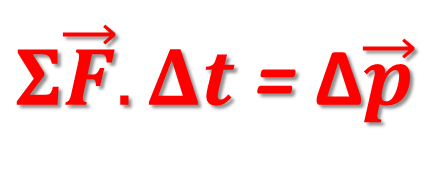 ΣF⃗. Δt = Δp⃗